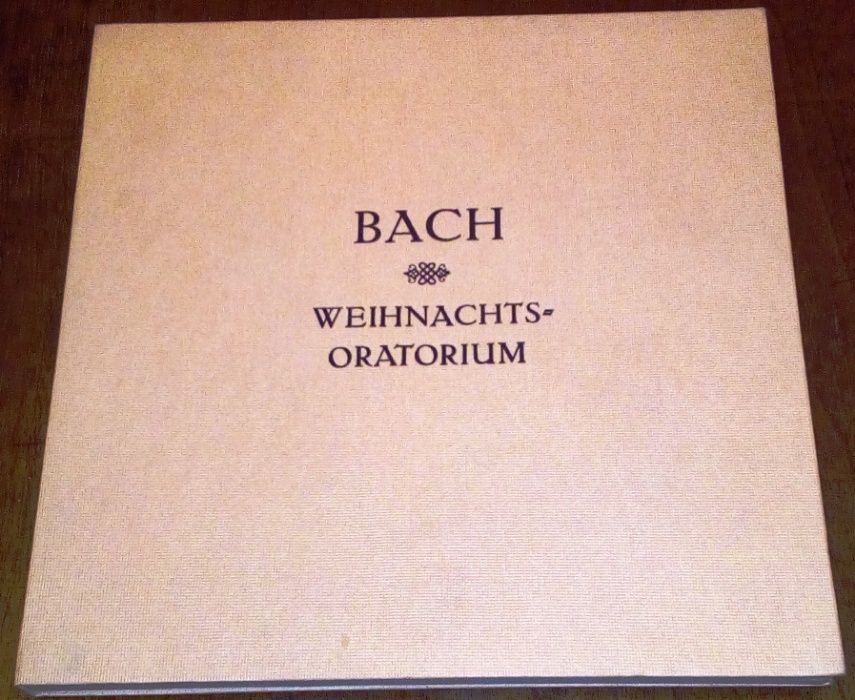 BACH
WEIHNACHTS=
ORATORIUM